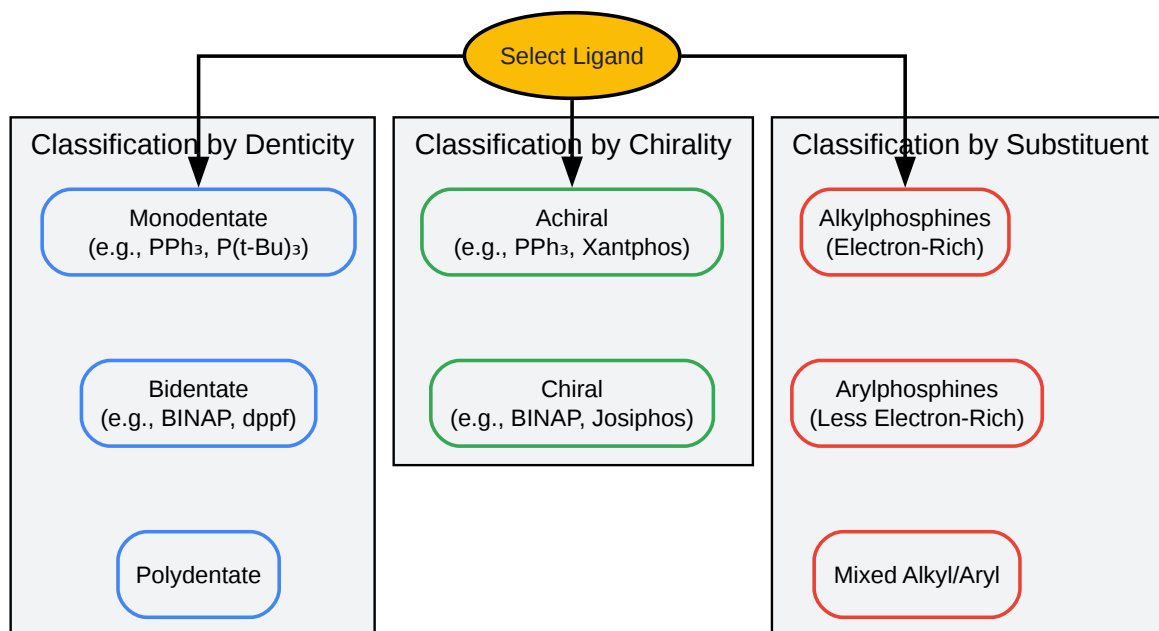 Select Ligand
Classification by Denticity
Monodentate
(e.g., PPh₃, P(t-Bu)₃)
Bidentate
(e.g., BINAP, dppf)
Polydentate
Classification by Chirality
Achiral
(e.g., PPh₃, Xantphos)
Chiral
(e.g., BINAP, Josiphos)
Classification by Substituent
Alkylphosphines
(Electron-Rich)
Arylphosphines
(Less Electron-Rich)
Mixed Alkyl/Aryl